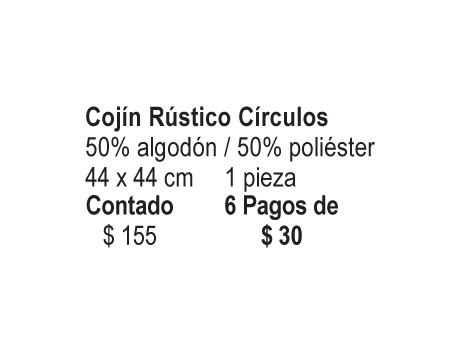 Cojín Rústico Círculos
50% algodón / 50% poliéster
44 x 44 cm 1 pieza
Contado 6 Pagos de
$ 155 $ 30